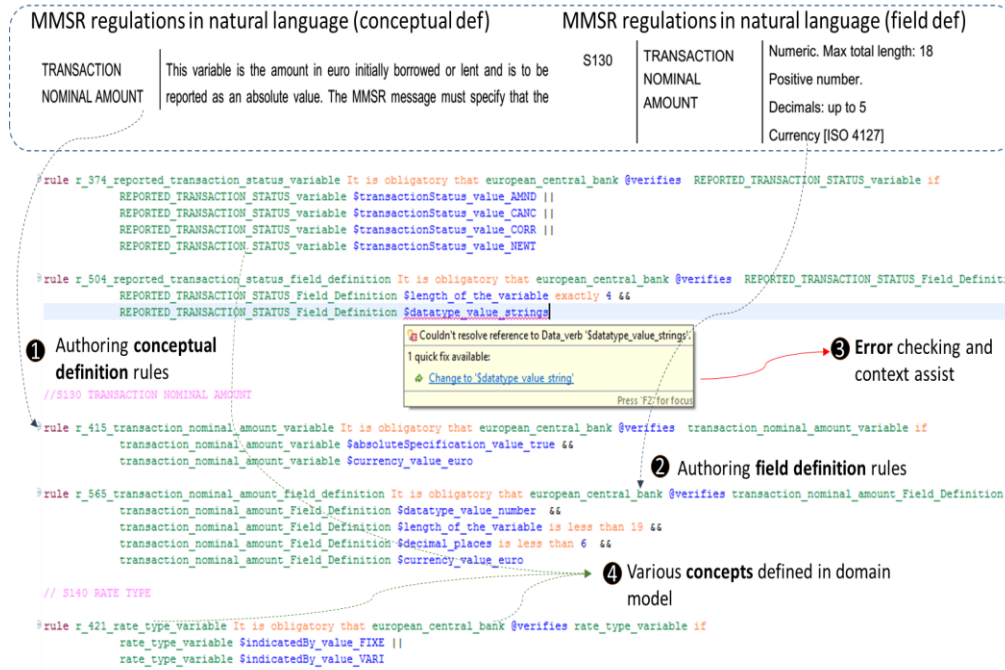 MMSR regulations in natural language (conceptual def)
MMSR regulations in natural language (field def)
TRANSACTION
NOMINAL AMOUNT
This variable is the amount in euro initially borrowed or lent and is to be
reported as an absolute value. The MMSR message must specify that the
S130
TRANSACTION
NOMINAL
AMOUNT
Numeric. Max total length: 18
Positive number.
Decimals: up to 5
Currency [ISO 4127]
rule r_374_reported_transaction_status_variable It is obligatory that european_central_bank @verifies REPORTED_TRANSACTION_STATUS_variable if
REPORTED_TRANSACTION_STATUS_variable $transactionStatus_value_AMND ||
REPORTED_TRANSACTION_STATUS_variable $transactionStatus_value_CANC ||
REPORTED_TRANSACTION_STATUS_variable $transactionStatus_value_CORR ||
REPORTED_TRANSACTION_STATUS_variable $transactionStatus_value_NEWT
rule r_504_reported_transaction_status_field_definition It is obligatory that european_central_bank @verifies REPORTED_TRANSACTION_STATUS_Field_Definit
REPORTED_TRANSACTION_STATUS_Field_Definition $length_of_the_variable exactly 4 &&
REPORTED_TRANSACTION_STATUS_Field_Definition $datatype_value_strings
Couldn't resolve reference to Data_verb '$datatype_value_strings'.
1 quick fix available:
Change to '$datatype_value_string'
Press 'F2' for focus
1 Authoring conceptual
definition rules
3 Error checking and
context assist
//S130 TRANSACTION NOMINAL AMOUNT
rule r_415_transaction_nominal_amount_variable It is obligatory that european_central_bank @verifies transaction_nominal_amount_variable if
transaction_nominal_amount_variable $absoluteSpecification_value_true &&
transaction_nominal_amount_variable $currency_value_euro
2 Authoring field definition rules
rule r_565_transaction_nominal_amount_field_definition It is obligatory that european_central_bank @verifies transaction_nominal_amount_Field_Definition
transaction_nominal_amount_Field_Definition $datatype_value_number &&
transaction_nominal_amount_Field_Definition $length_of_the_variable is less than 19 &&
transaction_nominal_amount_Field_Definition $decimal_places is less than 6 &&
transaction_nominal_amount_Field_Definition $currency_value_euro
4 Various concepts defined in domain
model
// S140 RATE TYPE
rule r_421_rate_type_variable It is obligatory that european_central_bank @verifies rate_type_variable if
rate_type_variable $indicatedBy_value_FIXE ||
rate_type_variable $indicatedBy_value_VARI